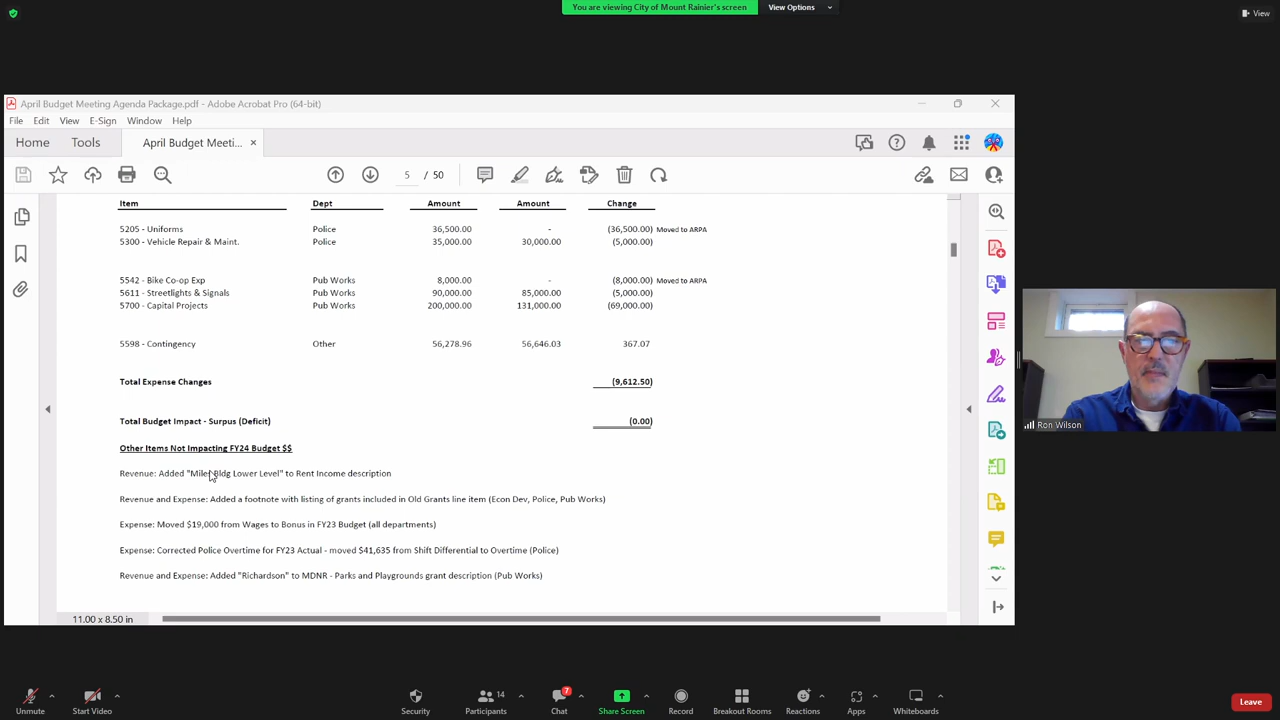 You are viewing City of Mount Rainier's screen View Options
View
April Budget Meeting Agenda Package.pdf - Adobe Acrobat Pro (64-bit)
File Edit View E-Sign Window Help
Home Tools April Budget Meeti... ×
5 / 50
Item Dept Amount Amount Change
5205 - Uniforms Police 36,500.00 - (36,500.00) Moved to ARPA
5300 - Vehicle Repair & Maint. Police 35,000.00 30,000.00 (5,000.00)
5542 - Bike Co-op Exp Pub Works 8,000.00 - (8,000.00) Moved to ARPA
5611 - Streetlights & Signals Pub Works 90,000.00 85,000.00 (5,000.00)
5700 - Capital Projects Pub Works 200,000.00 131,000.00 (69,000.00)
5598 - Contingency Other 56,278.96 56,646.03 367.07
Total Expense Changes (9,612.50)
Total Budget Impact - Surpus (Deficit) (0.00)
Other Items Not Impacting FY24 Budget $$
Revenue: Added "Miles Bldg Lower Level" to Rent Income description
Revenue and Expense: Added a footnote with listing of grants included in Old Grants line item (Econ Dev, Police, Pub Works)
Expense: Moved $19,000 from Wages to Bonus in FY23 Budget (all departments)
Expense: Corrected Police Overtime for FY23 Actual - moved $41,635 from Shift Differential to Overtime (Police)
Revenue and Expense: Added "Richardson" to MDNR - Parks and Playgrounds grant description (Pub Works)
11.00 x 8.50 in
Ron Wilson
Unmute Start Video Security Participants 14 Chat 7 Share Screen Record Breakout Rooms Reactions Apps Whiteboards Leave